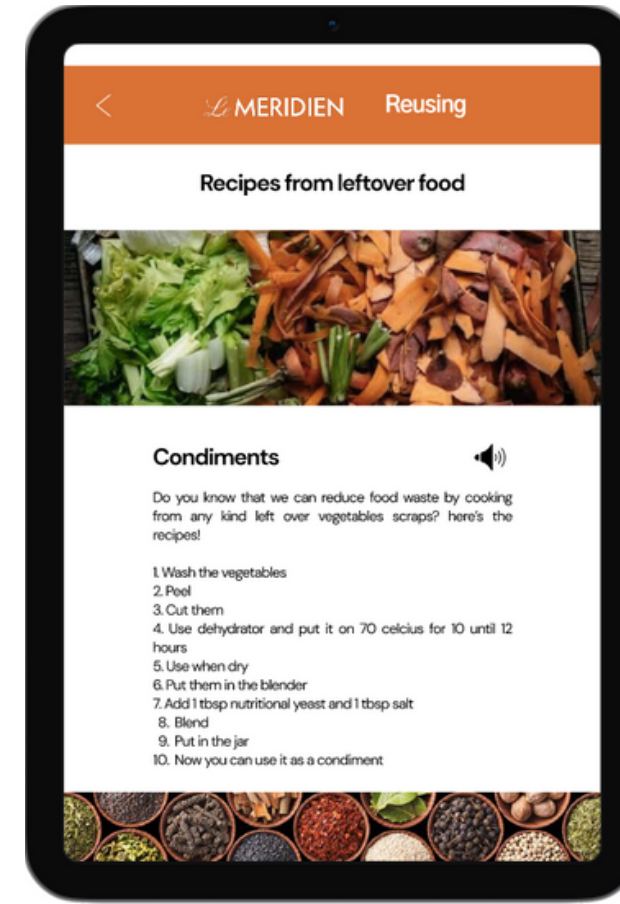 Le MERIDIEN Reusing
Recipes from leftover food
Condiments
Do you know that we can reduce food waste by cooking
from any kind left over vegetables scraps? here's the
recipes!
1. Wash the vegetables
2. Peel
3. Cut them
4. Use dehydrator and put it on 70 celcius for 10 until 12
hours
5. Use when dry
6. Put them in the blender
7. Add 1 tbsp nutritional yeast and 1 tbsp salt
8. Blend
9. Put in the jar
10. Now you can use it as a condiment